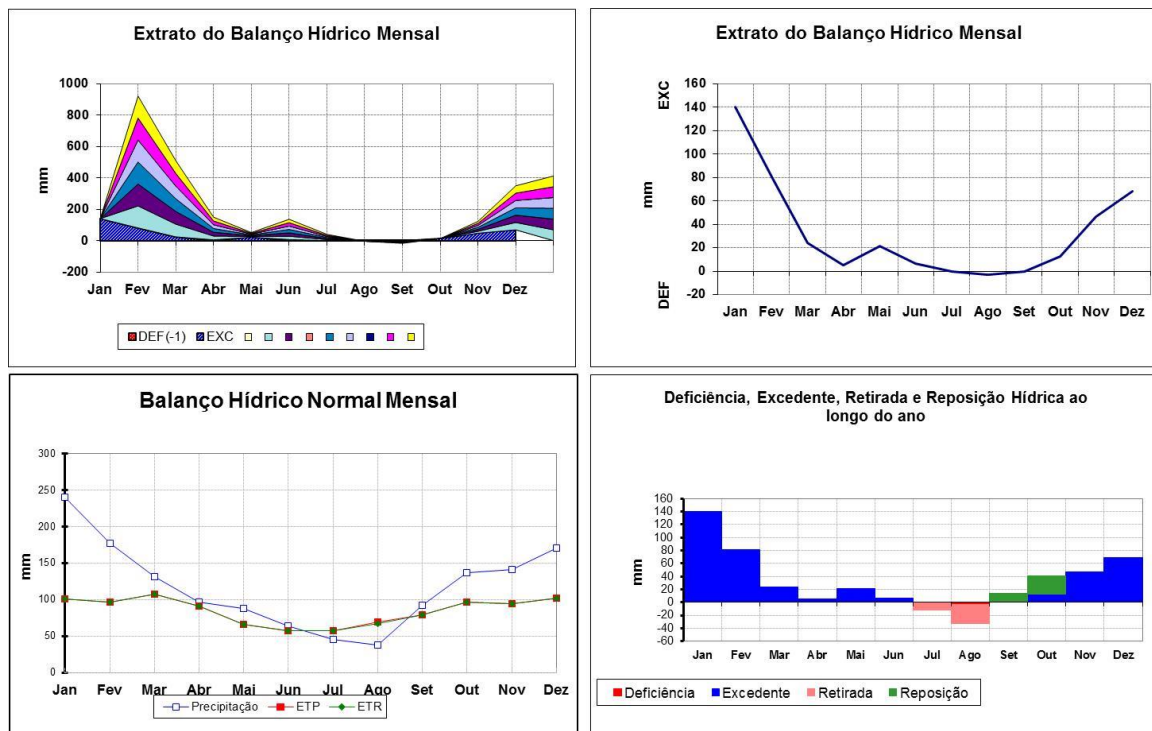 Extrato do Balanço Hídrico Mensal
1000
800
600
400
200
0
-200
mm
Jan Fev Mar Abr Mai Jun Jul Ago Set Out Nov Dez
DEF(-1) EXC
Extrato do Balanço Hídrico Mensal
160
140
120
100
80
60
40
20
0
-20
EXC
mm
DEF
Jan Fev Mar Abr Mai Jun Jul Ago Set Out Nov Dez
Balanço Hídrico Normal Mensal
300
250
200
150
100
50
0
mm
Jan Fev Mar Abr Mai Jun Jul Ago Set Out Nov Dez
Precipitação ETP ETR
Deficiência, Excedente, Retirada e Reposição Hídrica ao
longo do ano
160
140
120
100
80
60
40
20
0
-20
-40
-60
mm
Jan Fev Mar Abr Mai Jun Jul Ago Set Out Nov Dez
Deficiência Excedente Retirada Reposição